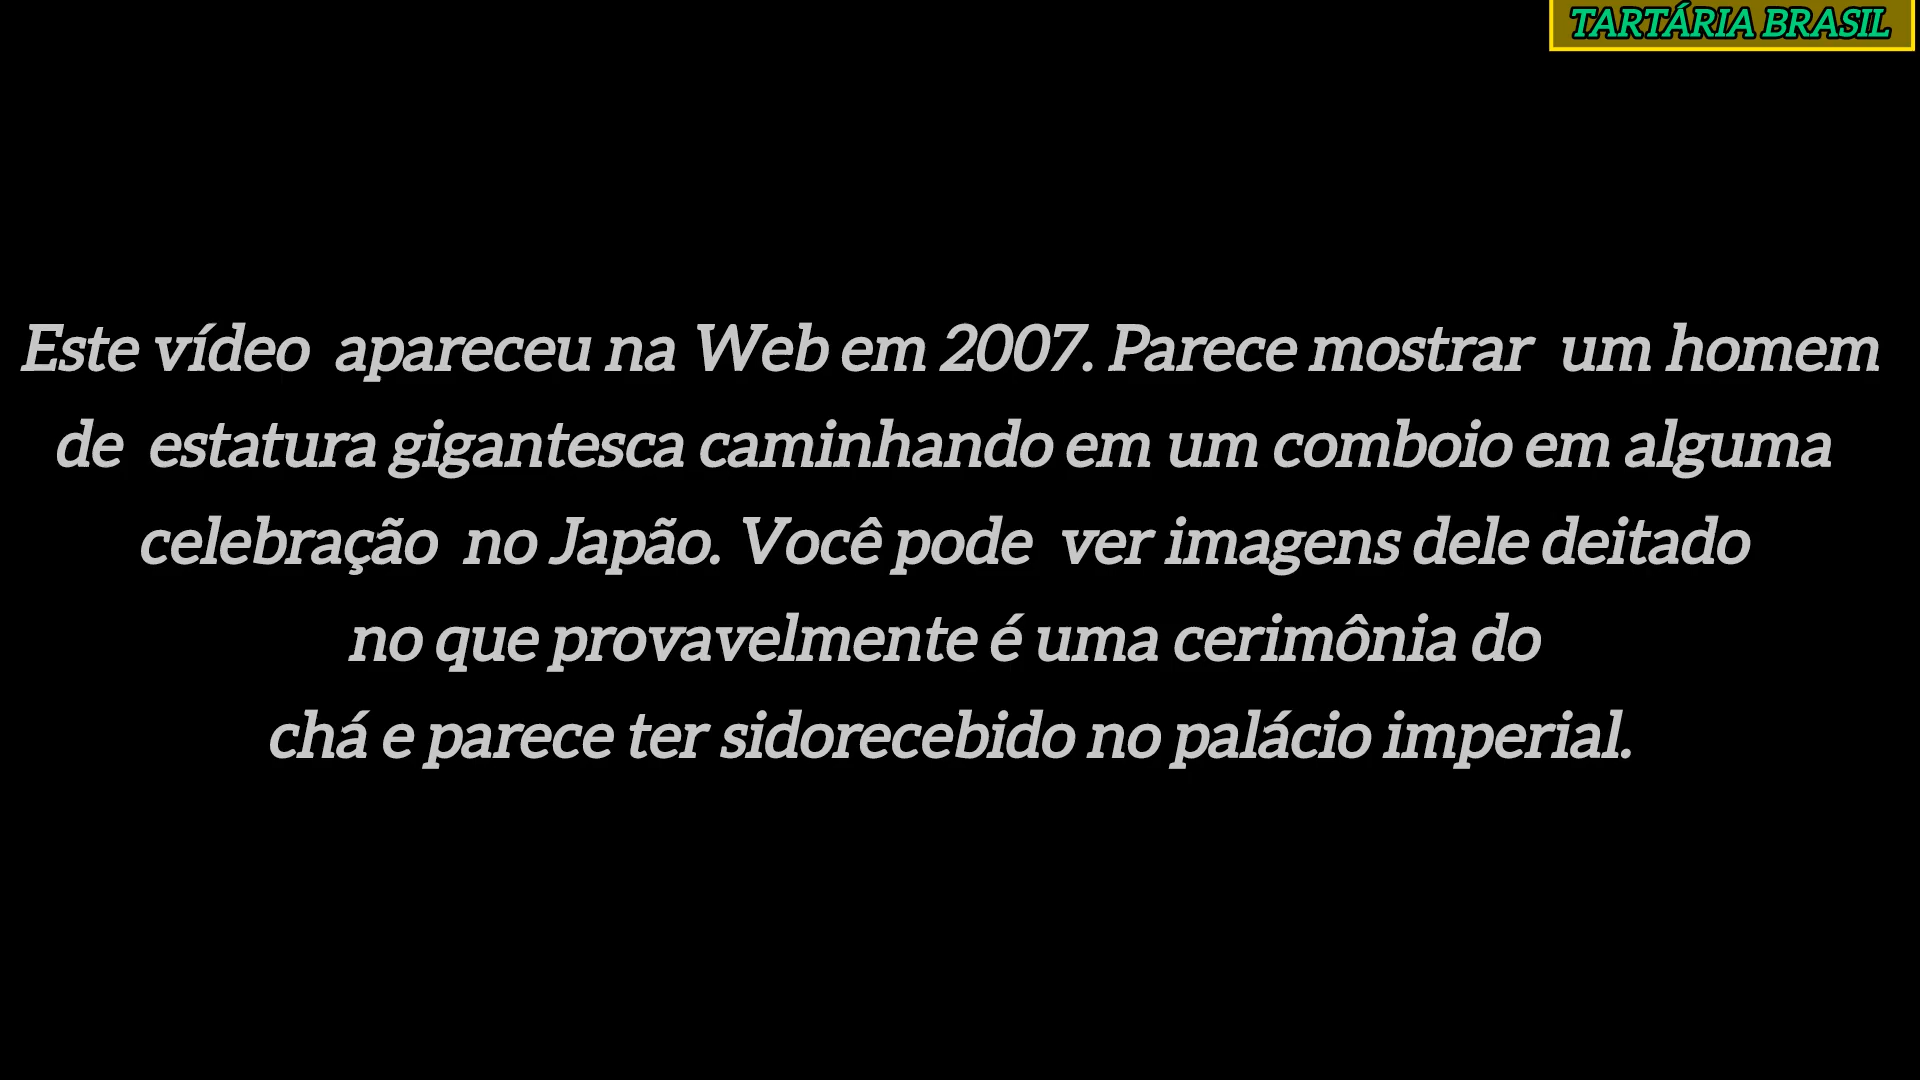 TARTÁRIA BRASIL
Este vídeo apareceu na Web em 2007. Parece mostrar um homem
de estatura gigantesca caminhando em um comboio em alguma
celebração no Japão. Você pode ver imagens dele deitado
no que provavelmente é uma cerimônia do
chá e parece ter sidorecebido no palácio imperial.